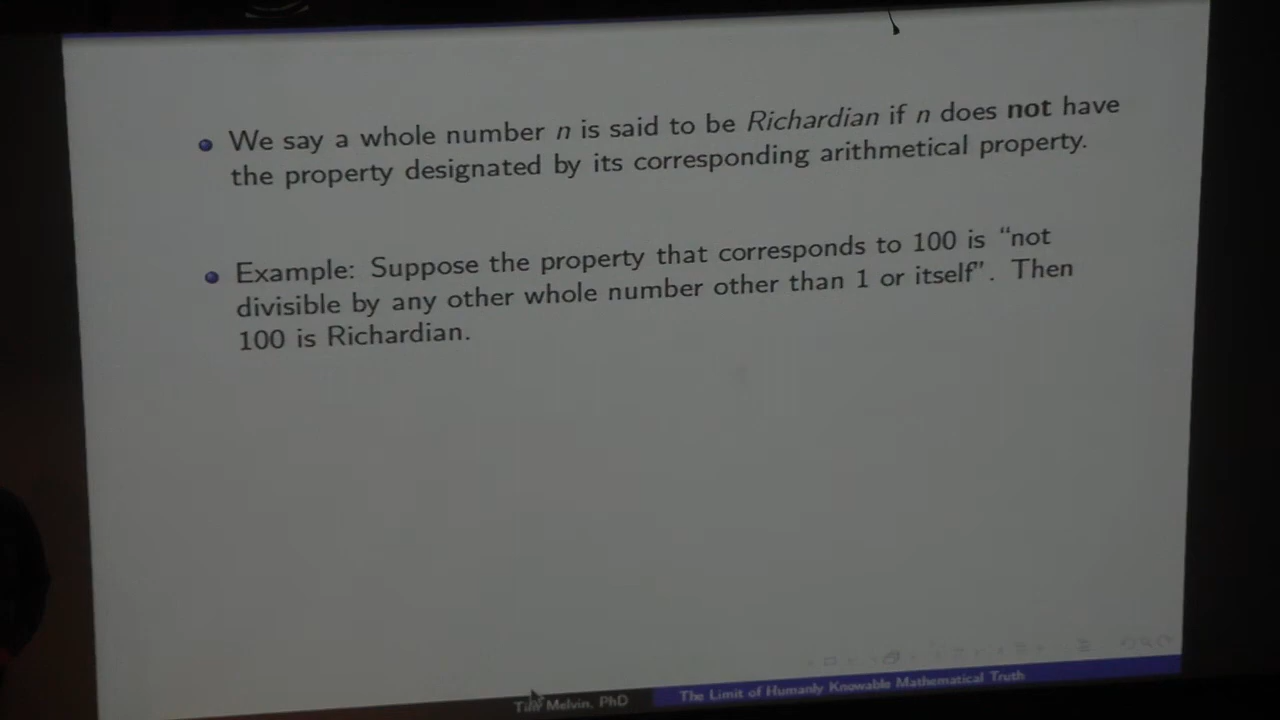 We say a whole number n is said to be Richardian if n does not have
the property designated by its corresponding arithmetical property.
Example: Suppose the property that corresponds to 100 is “not
divisible by any other whole number other than 1 or itself”. Then
100 is Richardian.
Melvin, PhD
The Limit of Humanly Knowable Mathematical Truth